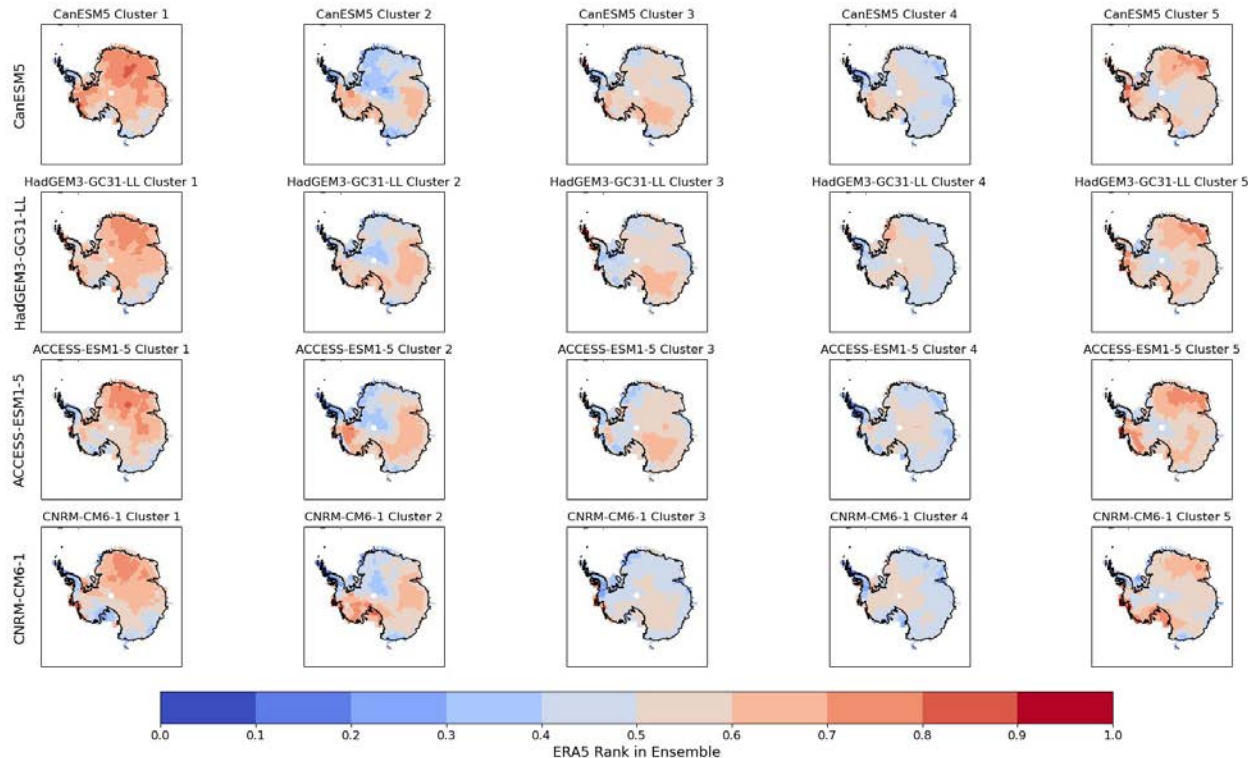 CanESM5 Cluster 1 CanESM5 Cluster 2 CanESM5 Cluster 3 CanESM5 Cluster 4 CanESM5 Cluster 5
CanESM5
HadGEM3-GC31-LL Cluster 1 HadGEM3-GC31-LL Cluster 2 HadGEM3-GC31-LL Cluster 3 HadGEM3-GC31-LL Cluster 4 HadGEM3-GC31-LL Cluster 5
HadGEM3-GC31-LL
ACCESS-ESM1-5 Cluster 1 ACCESS-ESM1-5 Cluster 2 ACCESS-ESM1-5 Cluster 3 ACCESS-ESM1-5 Cluster 4 ACCESS-ESM1-5 Cluster 5
ACCESS-ESM1-5
CNRM-CM6-1 Cluster 1 CNRM-CM6-1 Cluster 2 CNRM-CM6-1 Cluster 3 CNRM-CM6-1 Cluster 4 CNRM-CM6-1 Cluster 5
CNRM-CM6-1
0.0 0.1 0.2 0.3 0.4 0.5 0.6 0.7 0.8 0.9 1.0
ERA5 Rank in Ensemble